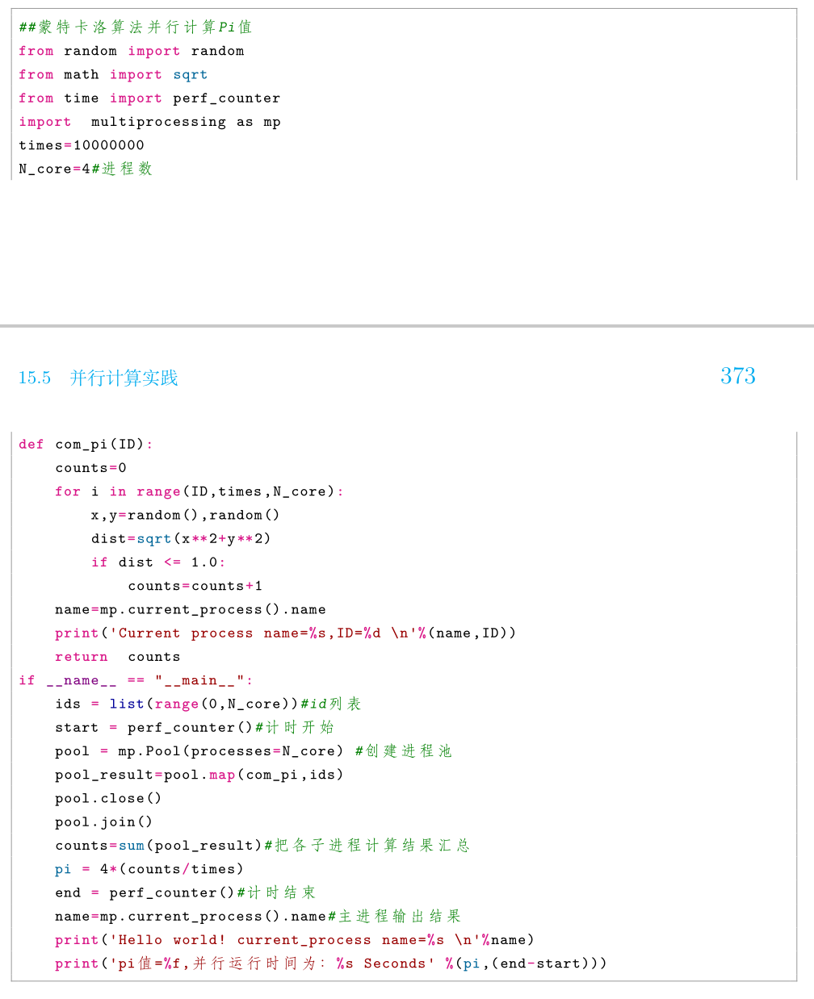 ##蒙特卡洛算法并行计算Pi值
from random import random
from math import sqrt
from time import perf_counter
import  multiprocessing as mp
times=10000000
N_core=4#进程数
15.5 并行计算实践 373
def com_pi(ID):
    counts=0
    for i in range(ID,times,N_core):
        x,y=random(),random()
        dist=sqrt(x**2+y**2)
        if dist <= 1.0:
            counts=counts+1
    name=mp.current_process().name
    print('Current process name=%s,ID=%d \n'%(name,ID))
    return  counts
if __name__ == "__main__":
    ids = list(range(0,N_core))#id列表
    start = perf_counter()#计时开始
    pool = mp.Pool(processes=N_core) #创建进程池
    pool_result=pool.map(com_pi,ids)
    pool.close()
    pool.join()
    counts=sum(pool_result)#把各子进程计算结果汇总
    pi = 4*(counts/times)
    end = perf_counter()#计时结束
    name=mp.current_process().name#主进程输出结果
    print('Hello world! current_process name=%s \n'%name)
    print('pi值=%f,并行运行时间为: %s Seconds' %(pi,(end-start)))